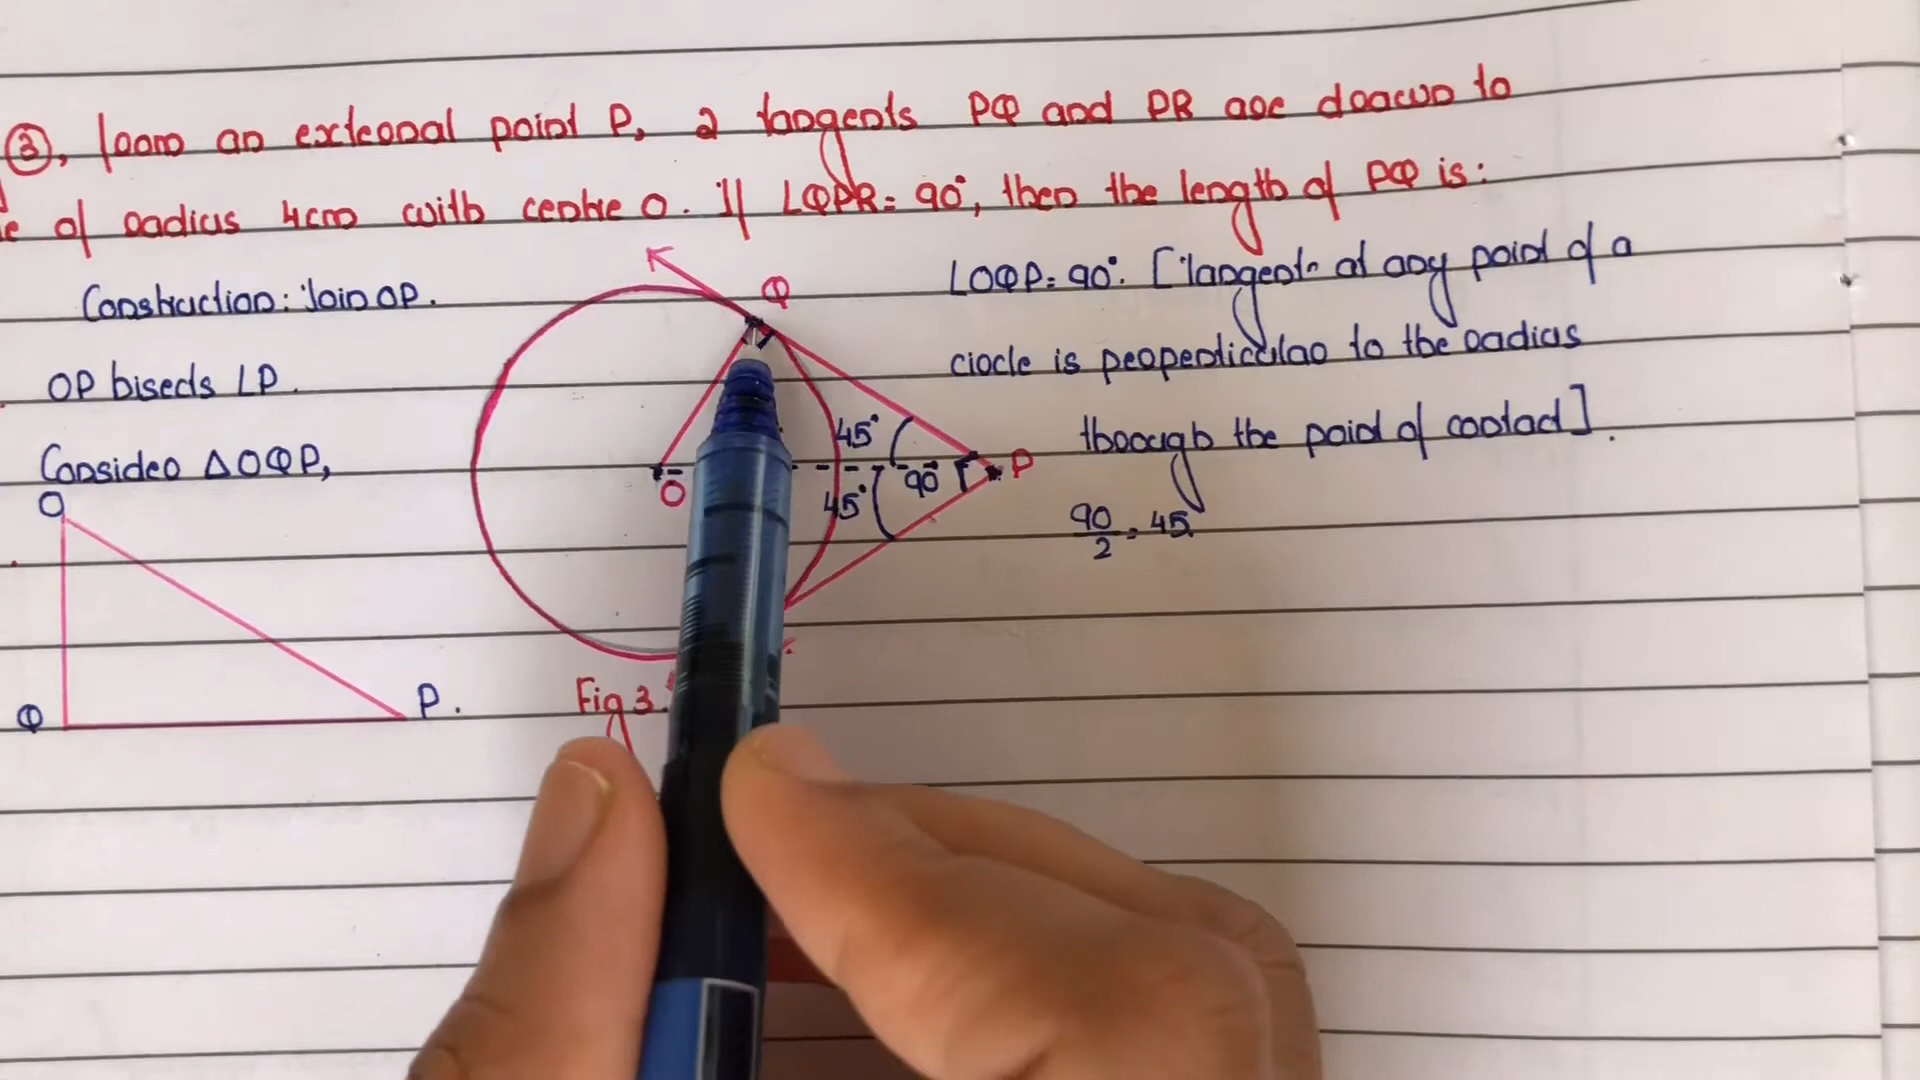 ③, from an external point P, 2 tangents PQ and PR are drawn to
of radius 4cm with centre O. If ∠QPR = 90°, then the length of PQ is:
Construction: Join OP.
OP bisects ∠P.
Consider △OQP,
O
Q
P.
Q
O
45°
45°
90°
P
Fig 3.
∠OQP = 90°. [Tangent at any point of a
circle is perpendicular to the radius
through the point of contact].
90/2 = 45°